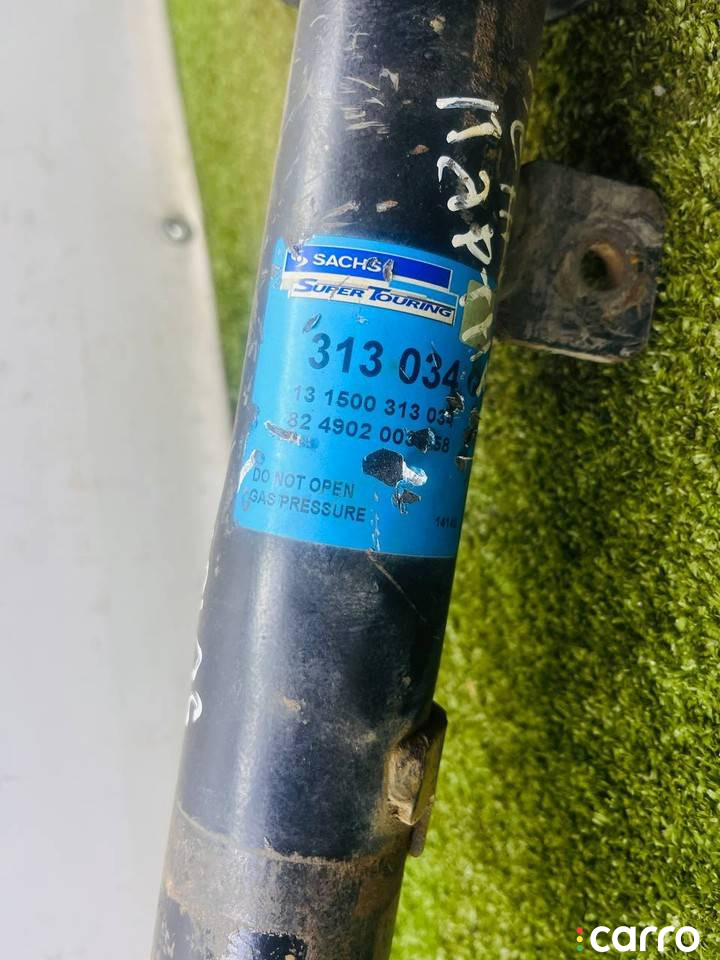 SACHS
SUPER TOURING
313 034
13 1500 313 034
82 4902 003
DO NOT OPEN
GAS PRESSURE
carro